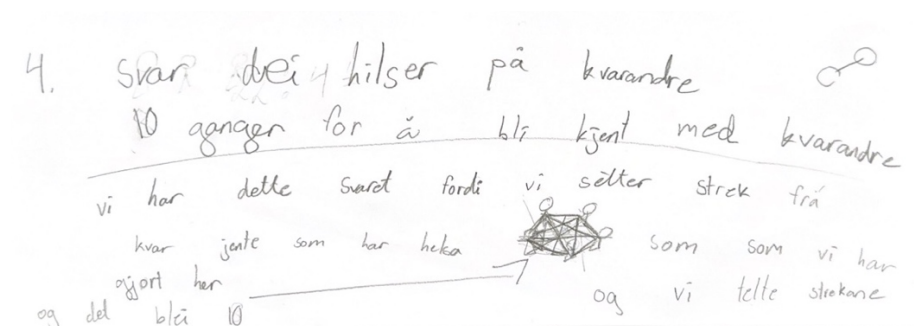 4. svar dei hilser på kvarandre
10 ganger for å bli kjent med kvarandre
vi har dette svaret fordi vi setter strek frå
kvar jente som har helsa som som vi har
gjort her og vi telte strekane
og det blei 10